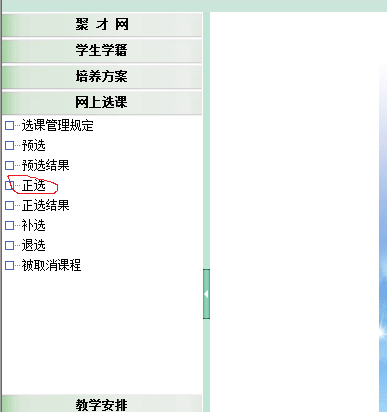 聚 才 网
学生学籍
培养方案
网上选课
选课管理规定
预选
预选结果
正选
正选结果
补选
退选
被取消课程
教学安排